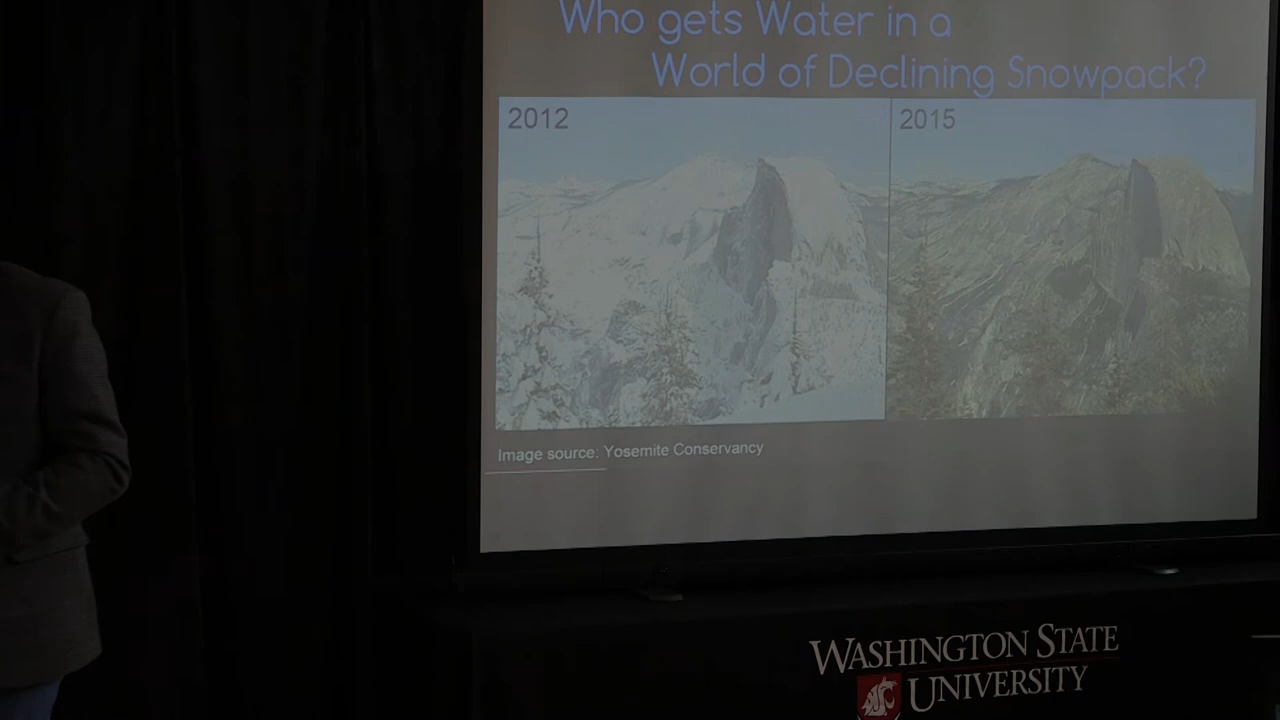 Who gets Water in a
World of Declining Snowpack?
2012
2015
Image source: Yosemite Conservancy
WASHINGTON STATE
UNIVERSITY